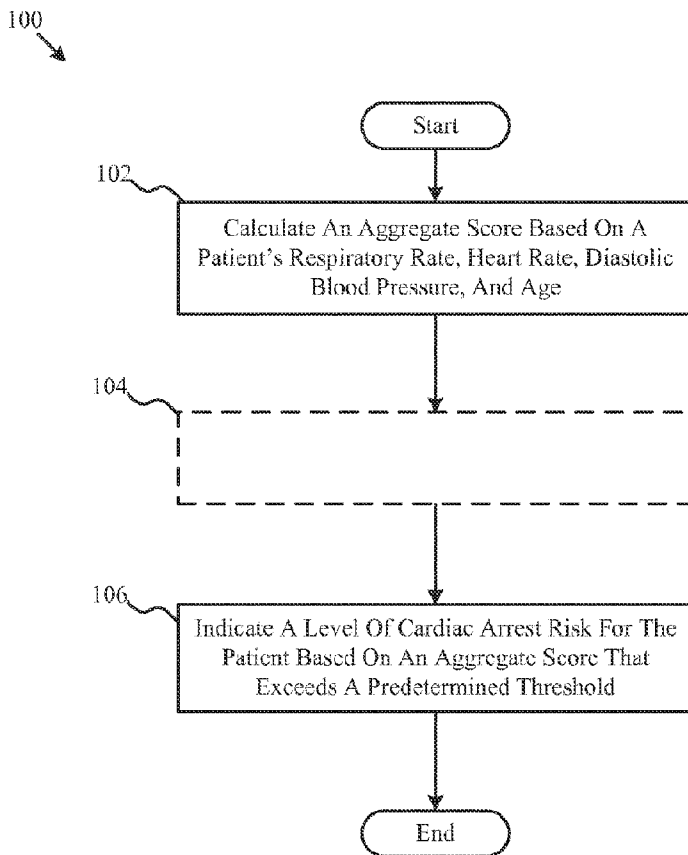 100
Start
102
Calculate An Aggregate Score Based On A
Patient's Respiratory Rate, Heart Rate, Diastolic
Blood Pressure, And Age
104
106
Indicate A Level Of Cardiac Arrest Risk For The
Patient Based On An Aggregate Score That
Exceeds A Predetermined Threshold
End